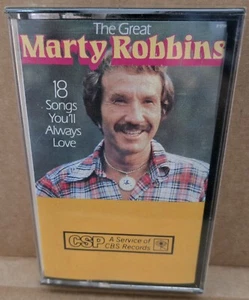 The Great
Marty Robbins
18
Songs
You'll
Always
Love
CSP
A Service of
CBS Records